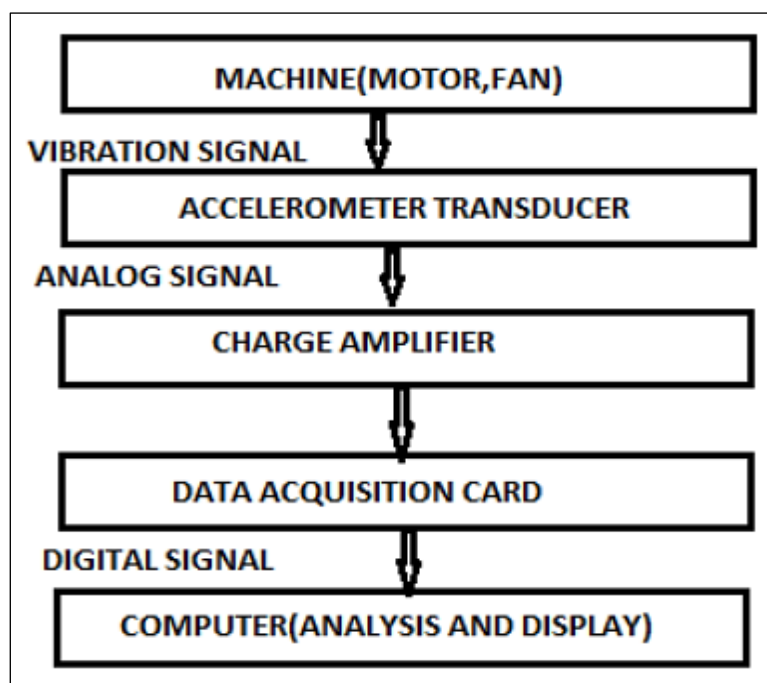 MACHINE(MOTOR,FAN)
VIBRATION SIGNAL
ACCELEROMETER TRANSDUCER
ANALOG SIGNAL
CHARGE AMPLIFIER
DATA ACQUISITION CARD
DIGITAL SIGNAL
COMPUTER(ANALYSIS AND DISPLAY)